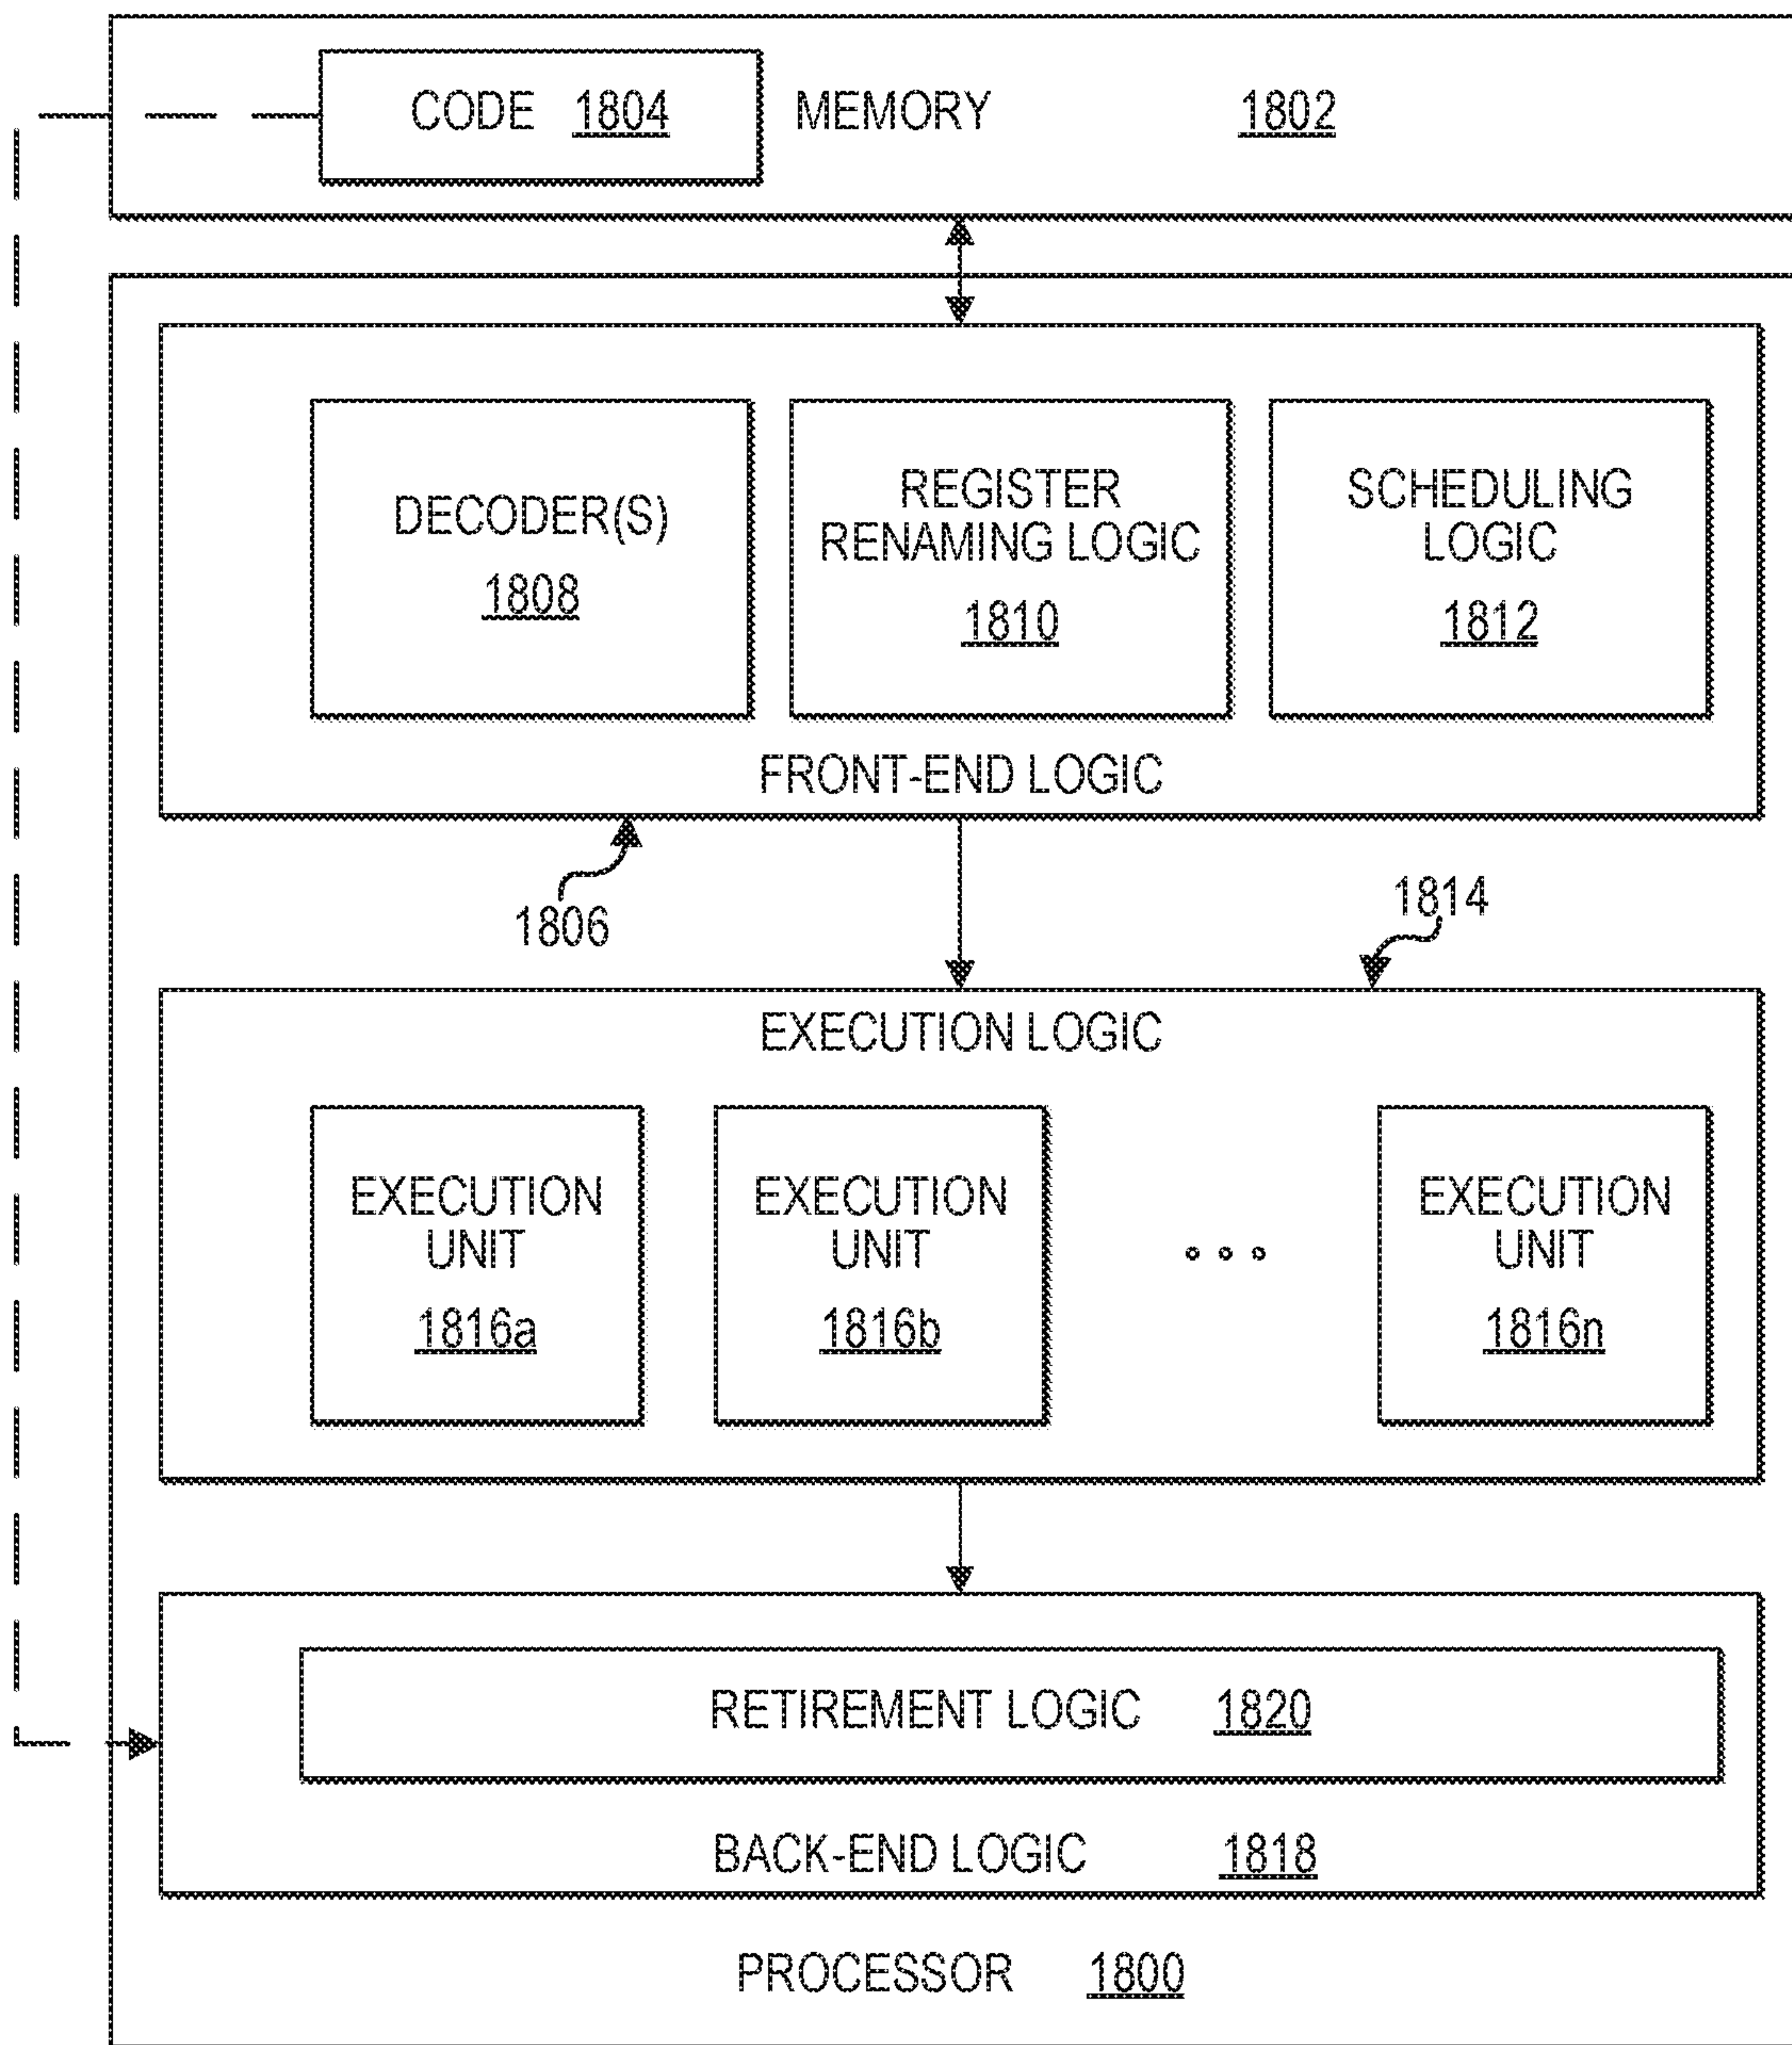 CODE 1804 MEMORY 1802
DECODER(S)
1808
REGISTER
RENAMING LOGIC
1810
SCHEDULING
LOGIC
1812
FRONT-END LOGIC
1806
1814
EXECUTION LOGIC
EXECUTION
UNIT
1816a
EXECUTION
UNIT
1816b
EXECUTION
UNIT
1816n
RETIREMENT LOGIC 1820
BACK-END LOGIC 1818
PROCESSOR 1800